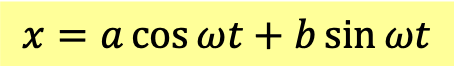 x = a cos ωt + b sin ωt